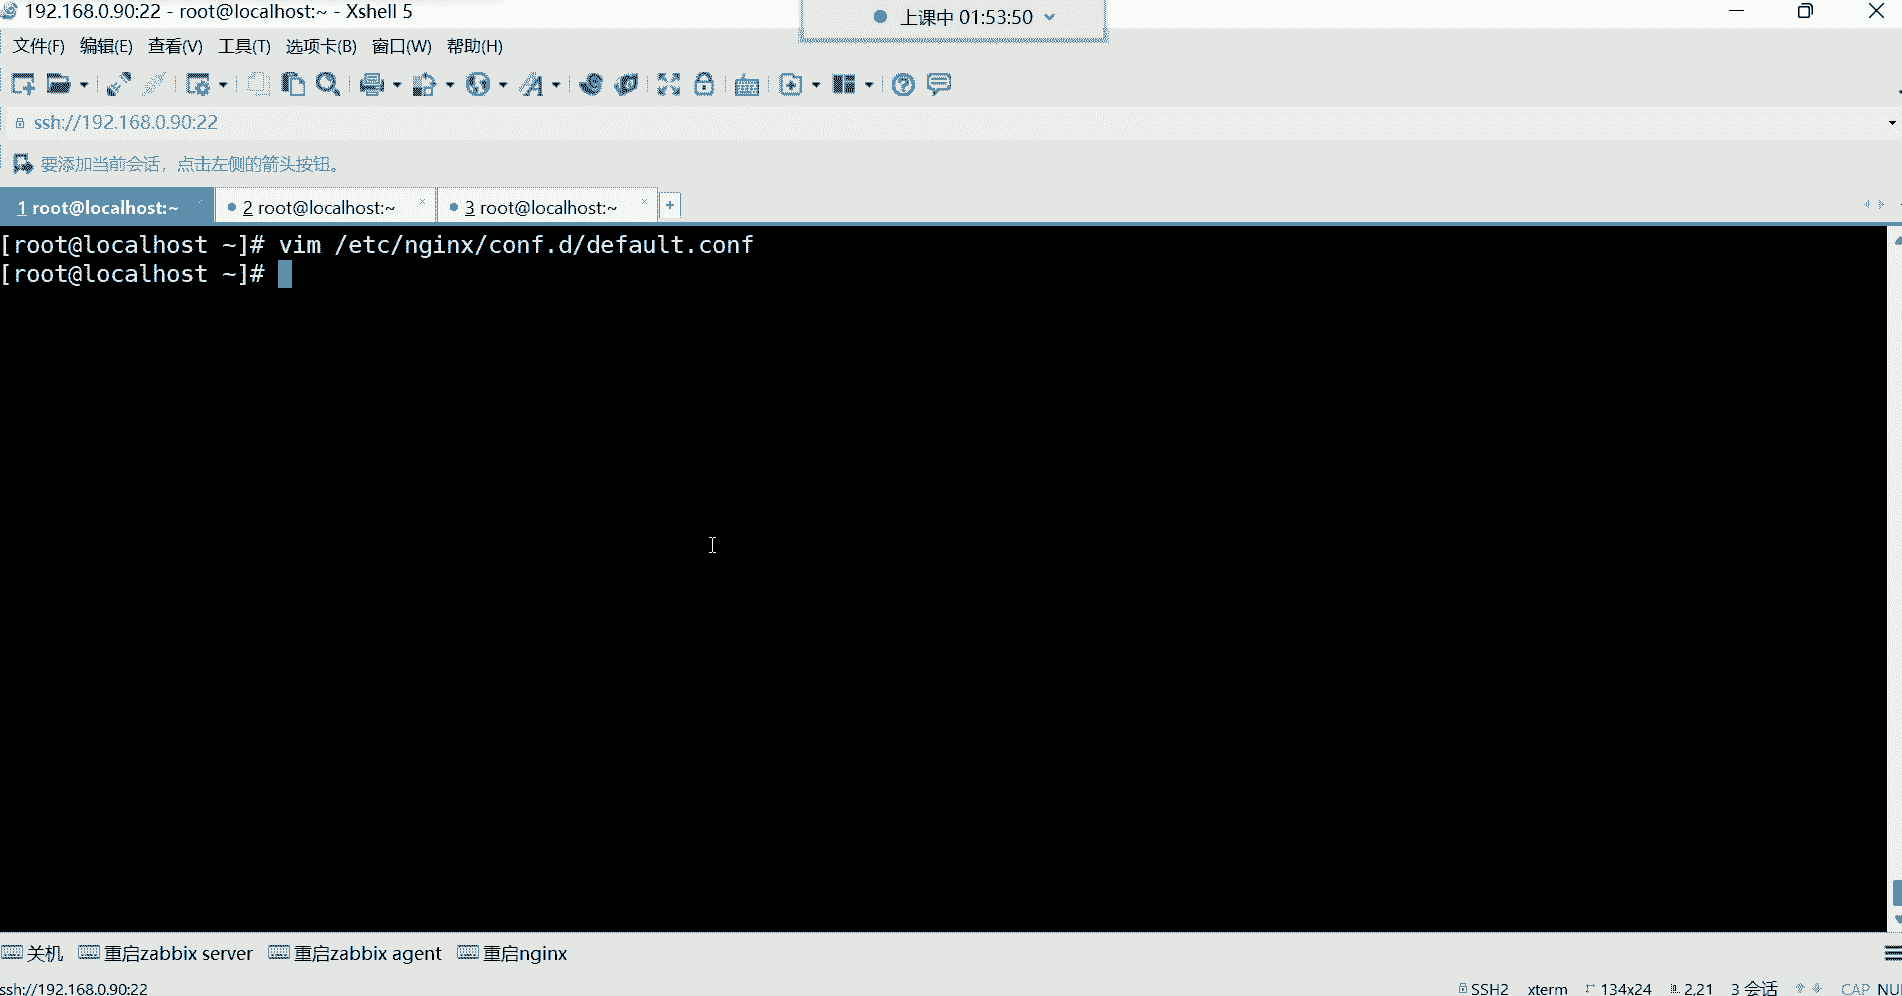 192.168.0.90:22 - root@localhost:~ - Xshell 5
上课中 01:53:50
文件(F) 编辑(E) 查看(V) 工具(T) 选项卡(B) 窗口(W) 帮助(H)
ssh://192.168.0.90:22
要添加当前会话，点击左侧的箭头按钮。
1 root@localhost:~ 2 root@localhost:~ × 3 root@localhost:~ × +
[root@localhost ~]# vim /etc/nginx/conf.d/default.conf
[root@localhost ~]#
关机 重启zabbix server 重启zabbix agent 重启nginx
ssh://192.168.0.90:22 SSH2 xterm 134x24 2,21 3 会话 CAP NU